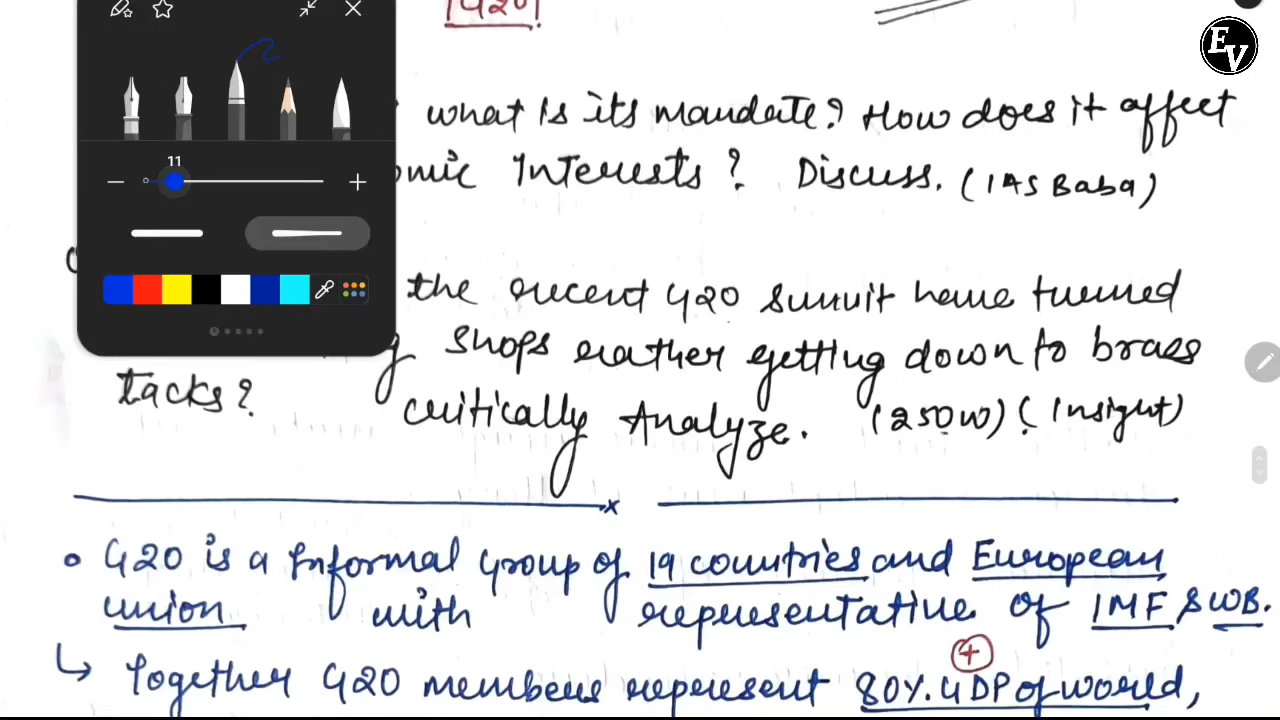 G20
EV
what is its mandate? How does it affect
omic Interests? Discuss. (IAS Baba)
11
the recent G20 summit have turned
g shops rather getting down to brass
tacks?
critically Analyze. (250W) (Insight)
• G20 is a Informal group of 19 countries and European
union with representative of IMF & WB.
↳ Together G20 members represent 80%. GDP of world,
+